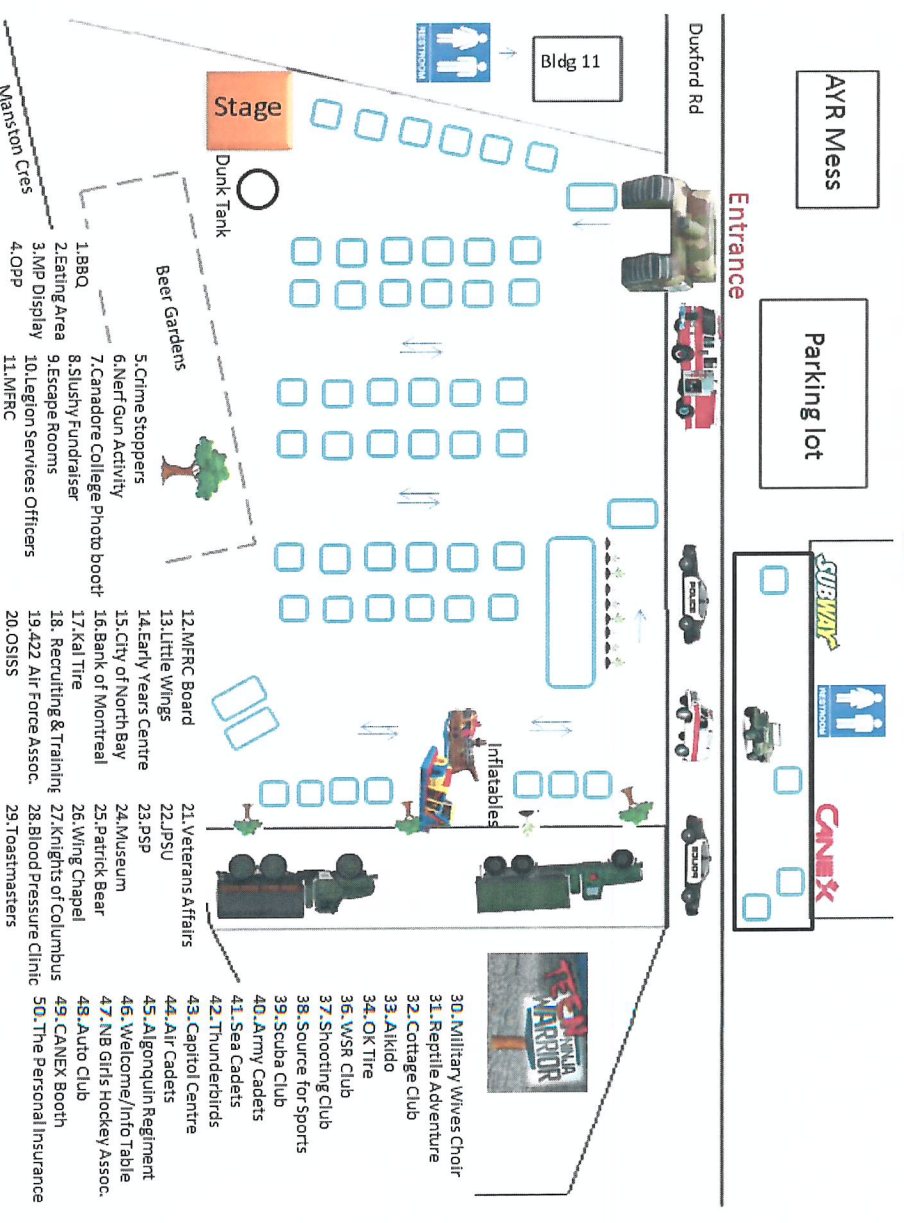 AYR Mess
Parking lot
SUBWAY
RESTROOM
CANEX
Duxford Rd
Entrance
POLICE
POLICE
Bldg 11
RESTROOM
Stage
Dunk Tank
Beer Gardens
Manston Cres
Inflatables
TEEN
NINJA
WARRIOR
1.BBQ
2.Eating Area
3.MP Display
4.OPP
5.Crime Stoppers
6.Nerf Gun Activity
7.Canadore College Photo booth
8.Slushy Fundraiser
9.Escape Rooms
10.Legion Services Officers
11.MFRC
12.MFRC Board
13.Little Wings
14.Early Years Centre
15.City of North Bay
16.Bank of Montreal
17.Kal Tire
18. Recruiting & Training
19.422 Air Force Assoc.
20.OSISS
21.Veterans Affairs
22.JPSU
23.PSP
24.Museum
25.Patrick Bear
26.Wing Chapel
27.Knights of Columbus
28.Blood Pressure Clinic
29.Toastmasters
30.Military Wives Choir
31.Reptile Adventure
32.Cottage Club
33.Aikido
34.OK Tire
36.WSR Club
37.Shooting Club
38.Source for Sports
39.Scuba Club
40.Army Cadets
41.Sea Cadets
42.Thunderbirds
43.Capitol Centre
44.Air Cadets
45.Algonquin Regiment
46.Welcome/Info Table
47.NB Girls Hockey Assoc.
48.Auto Club
49.CANEX Booth
50.The Personal Insurance